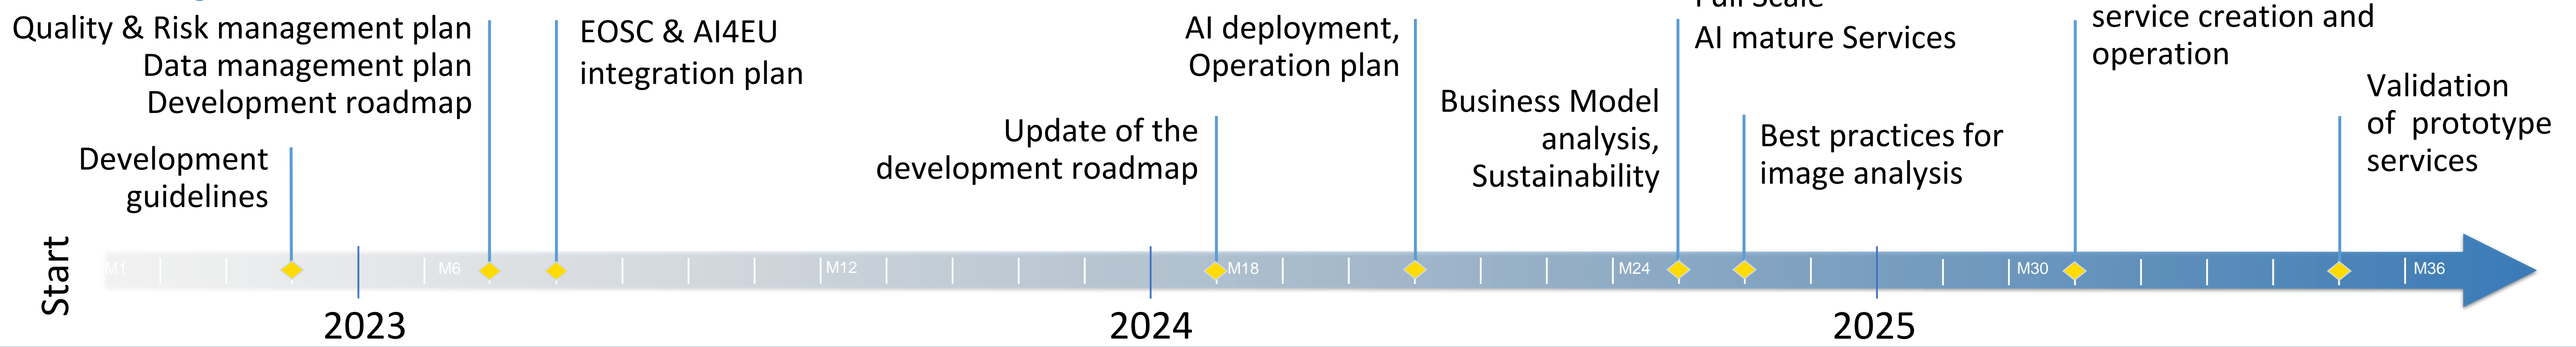 Quality & Risk management plan
Data management plan
Development roadmap
Development
guidelines
EOSC & AI4EU
integration plan
Update of the
development roadmap
AI deployment,
Operation plan
Business Model
analysis,
Sustainability
Full Scale
AI mature Services
Best practices for
image analysis
service creation and
operation
Validation
of prototype
services
Start
M1
M6
M12
M18
M24
M30
M36
2023
2024
2025